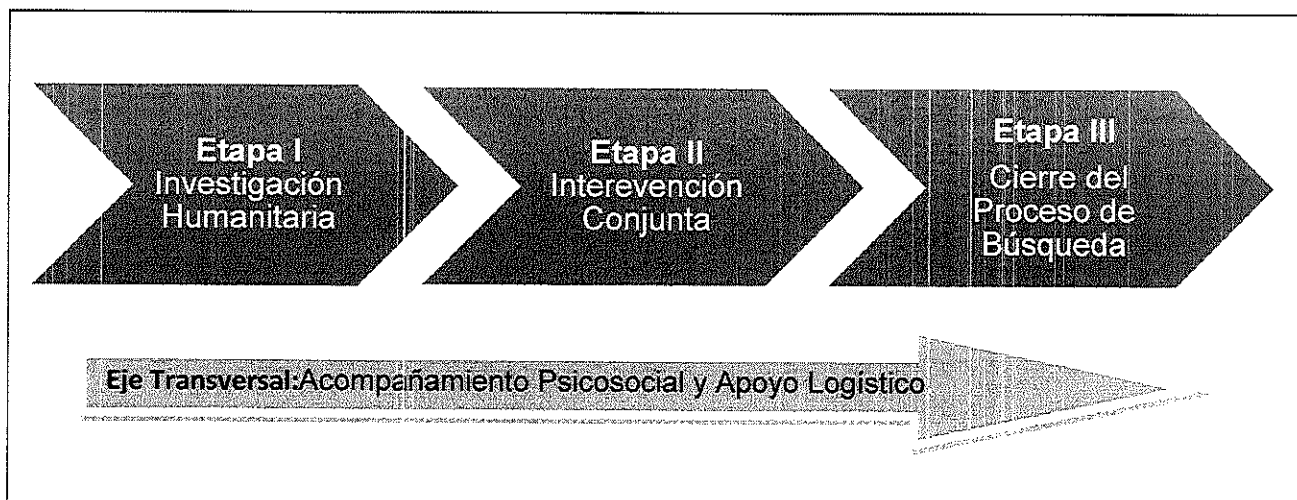 Etapa I
Investigación
Humanitaria
Etapa II
Interevención
Conjunta
Etapa III
Cierre del
Proceso de
Búsqueda
Eje Transversal:Acompañamiento Psicosocial y Apoyo Logístico